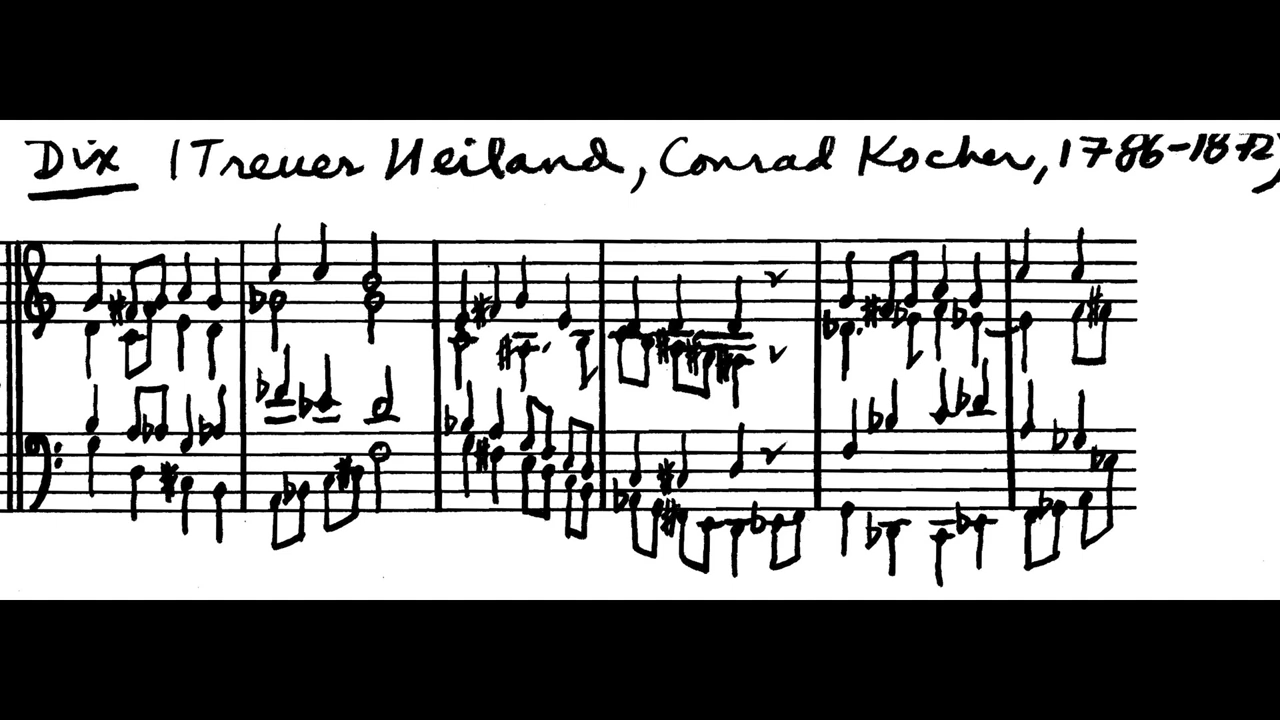 Dix (Treuer Heiland, Conrad Kocher, 1786-1872)